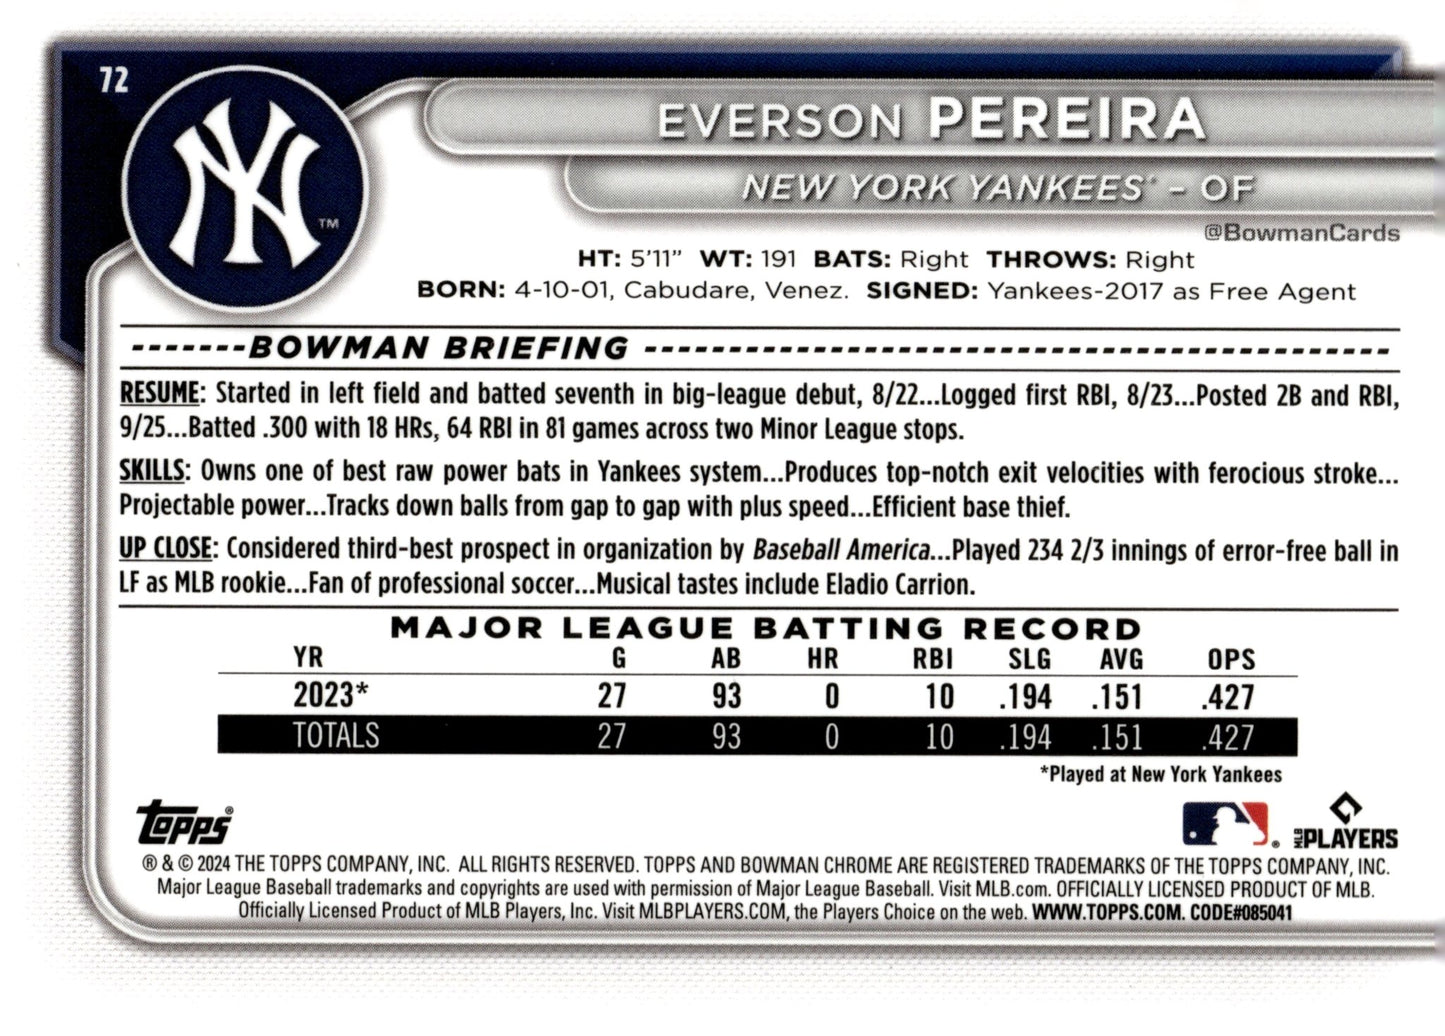 72
NY
TM
EVERSON PEREIRA
NEW YORK YANKEES™ - OF
@BowmanCards
HT: 5'11" WT: 191 BATS: Right THROWS: Right
BORN: 4-10-01, Cabudare, Venez. SIGNED: Yankees-2017 as Free Agent
-------BOWMAN BRIEFING ----------------------------------------
RESUME: Started in left field and batted seventh in big-league debut, 8/22...Logged first RBI, 8/23...Posted 2B and RBI,
9/25...Batted .300 with 18 HRs, 64 RBI in 81 games across two Minor League stops.
SKILLS: Owns one of best raw power bats in Yankees system...Produces top-notch exit velocities with ferocious stroke...
Projectable power...Tracks down balls from gap to gap with plus speed...Efficient base thief.
UP CLOSE: Considered third-best prospect in organization by Baseball America...Played 234 2/3 innings of error-free ball in
LF as MLB rookie...Fan of professional soccer...Musical tastes include Eladio Carrion.
MAJOR LEAGUE BATTING RECORD
YR G AB HR RBI SLG AVG OPS
2023* 27 93 0 10 .194 .151 .427
TOTALS 27 93 0 10 .194 .151 .427
*Played at New York Yankees
Topps®
®
MLB PLAYERS
® & © 2024 THE TOPPS COMPANY, INC. ALL RIGHTS RESERVED. TOPPS AND BOWMAN CHROME ARE REGISTERED TRADEMARKS OF THE TOPPS COMPANY, INC.
Major League Baseball trademarks and copyrights are used with permission of Major League Baseball. Visit MLB.com. OFFICIALLY LICENSED PRODUCT OF MLB.
Officially Licensed Product of MLB Players, Inc. Visit MLBPLAYERS.COM, the Players Choice on the web. WWW.TOPPS.COM. CODE#085041